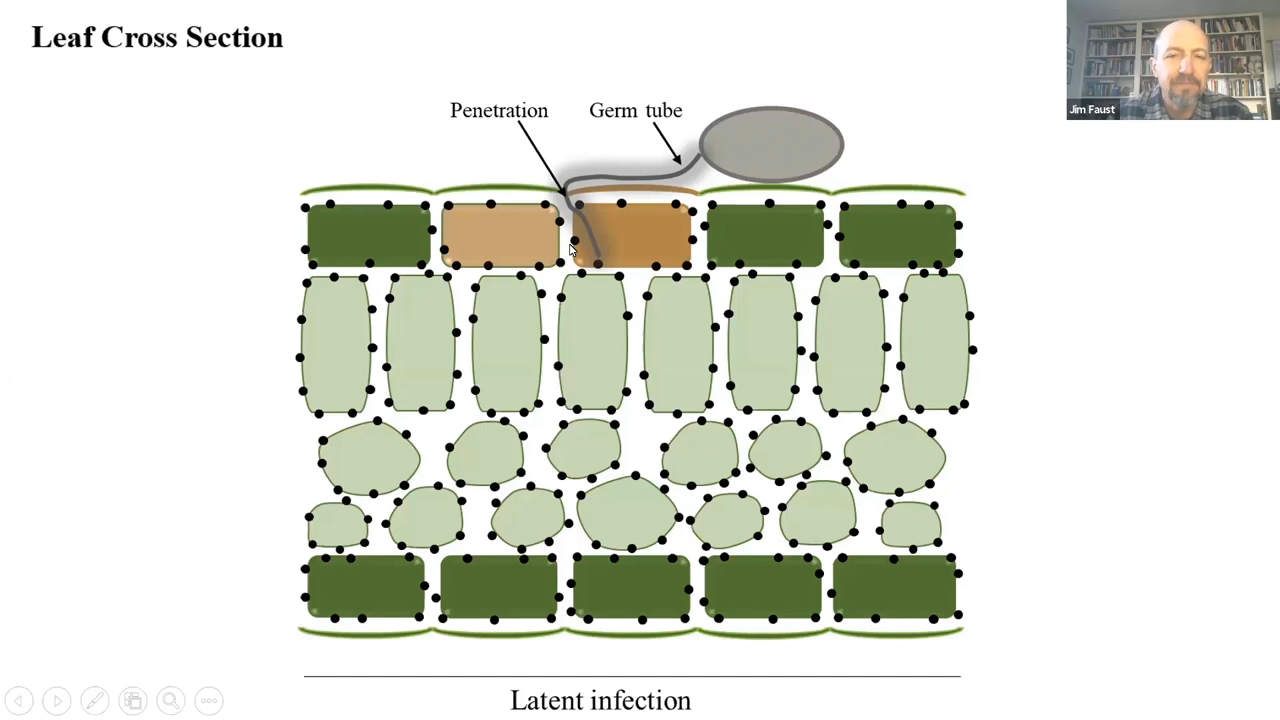 Leaf Cross Section
Penetration
Germ tube
Jim Faust
Latent infection